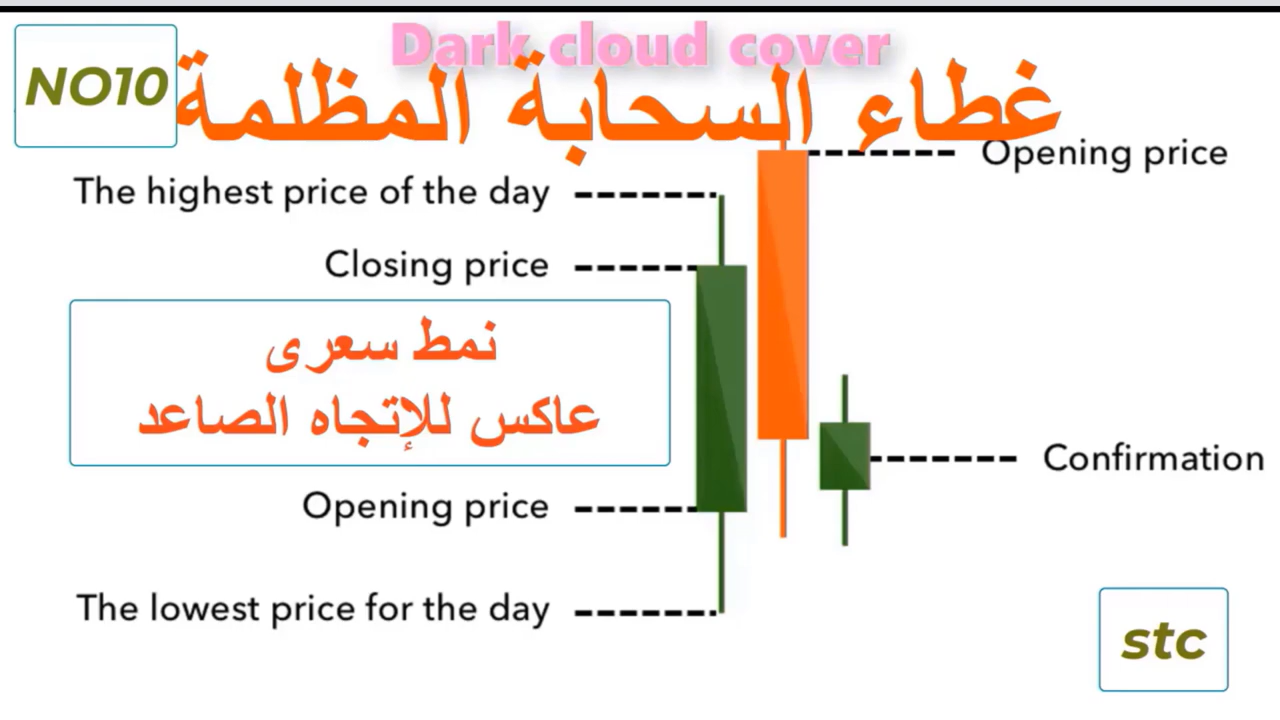 Dark cloud cover
NO10
غطاء السحابة المظلمة
Opening price
The highest price of the day
Closing price
نمط سعرى
عاكس للإتجاه الصاعد
Confirmation
Opening price
The lowest price for the day
stc